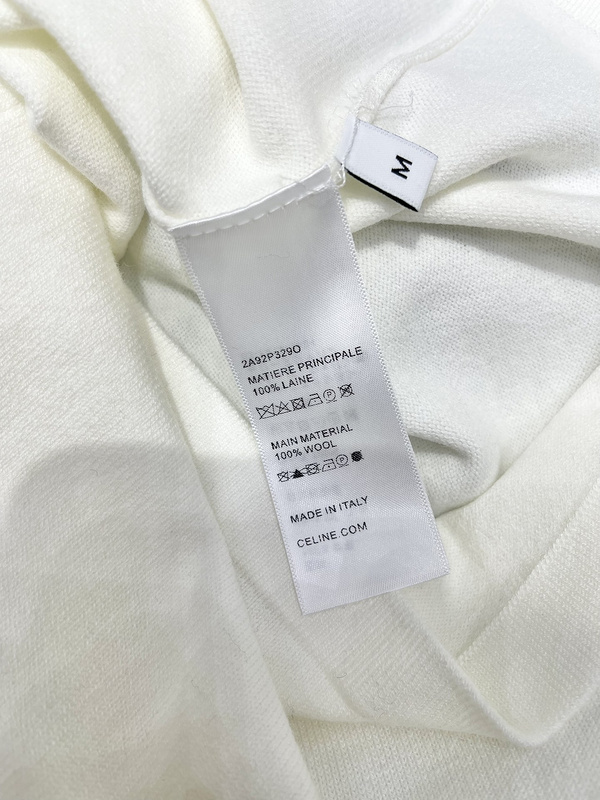 M
2A92P329O
MATIERE PRINCIPALE
100% LAINE
MAIN MATERIAL
100% WOOL
MADE IN ITALY
CELINE.COM